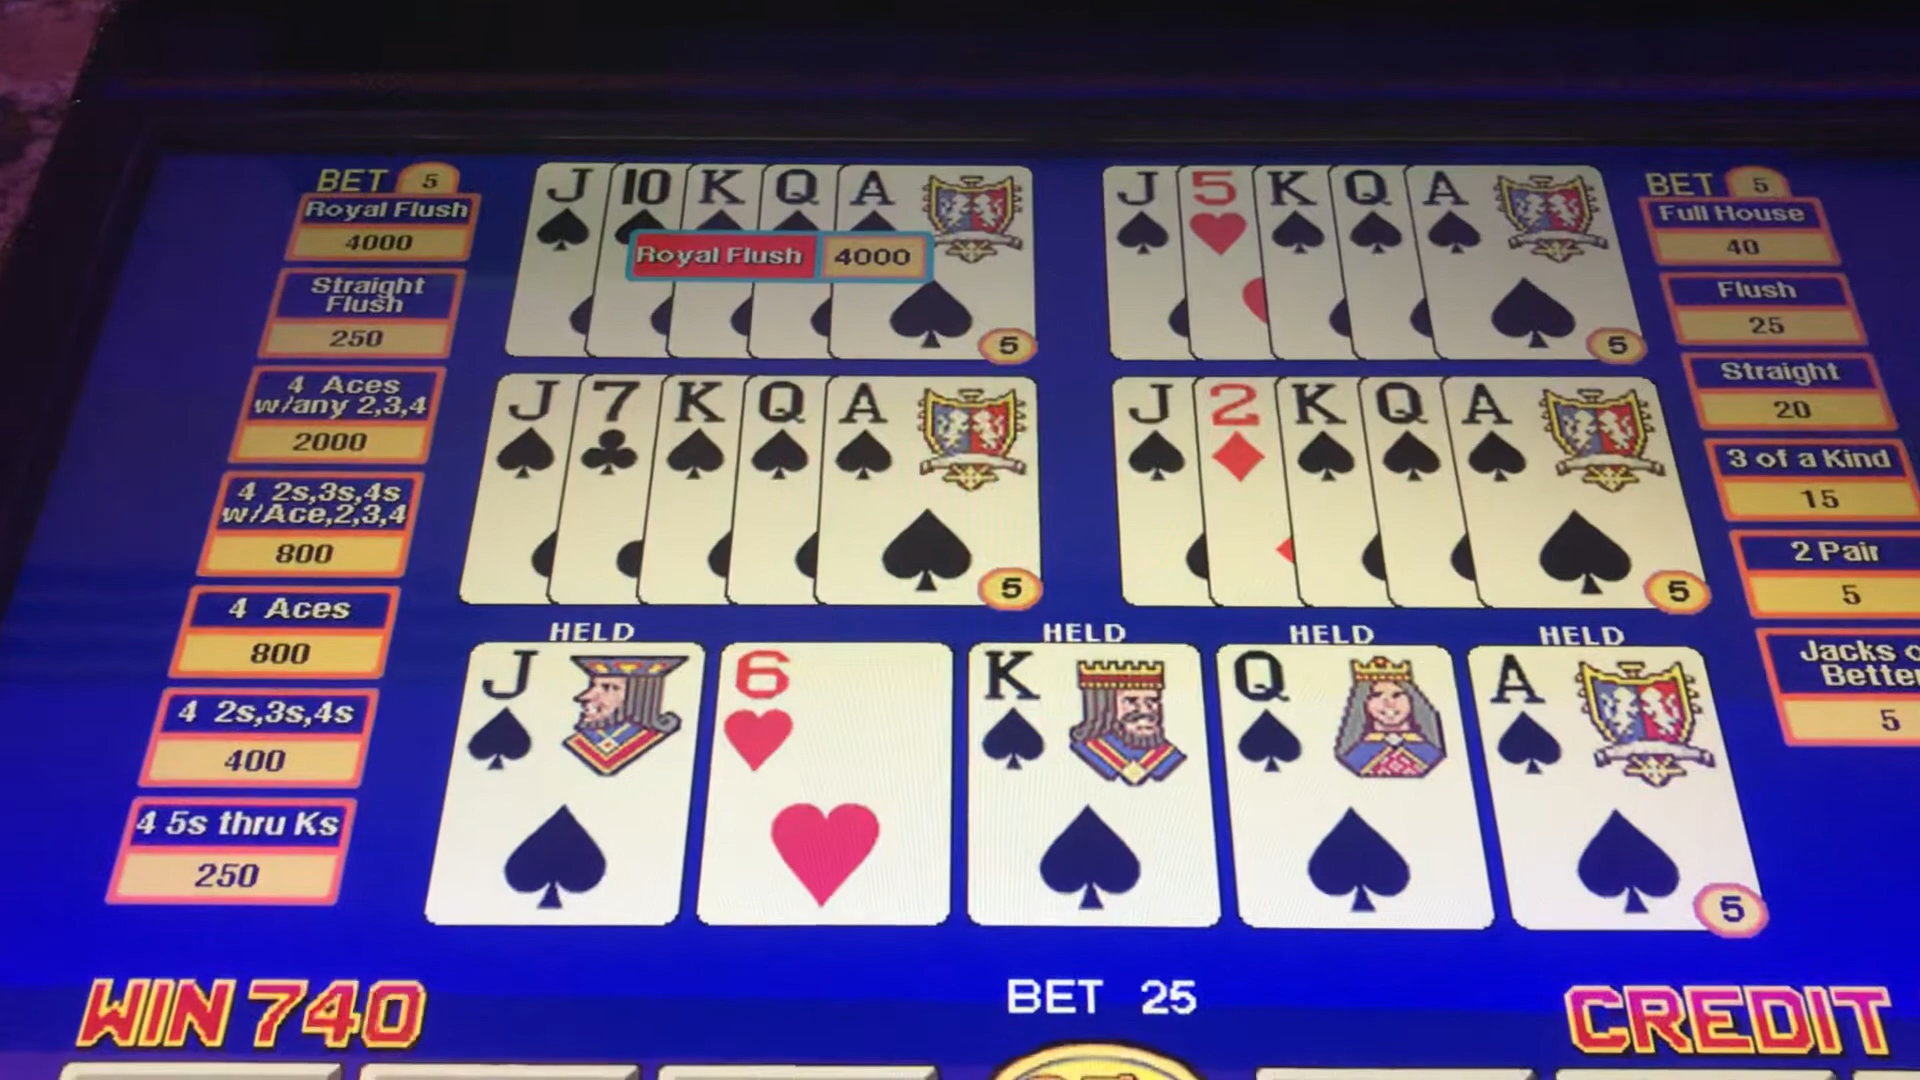 BET 5
Royal Flush
4000
Straight
Flush
250
4 Aces
w/any 2,3,4
2000
4 2s,3s,4s
w/Ace,2,3,4
800
4 Aces
800
4 2s,3s,4s
400
4 5s thru Ks
250
J 10 K Q A
Royal Flush 4000
5
J 5 K Q A
5
J 7 K Q A
5
J 2 K Q A
5
HELD HELD HELD HELD
J 6 K Q A
5
BET 5
Full House
40
Flush
25
Straight
20
3 of a Kind
15
2 Pair
5
Jacks o
Better
5
WIN 740
BET 25
CREDIT